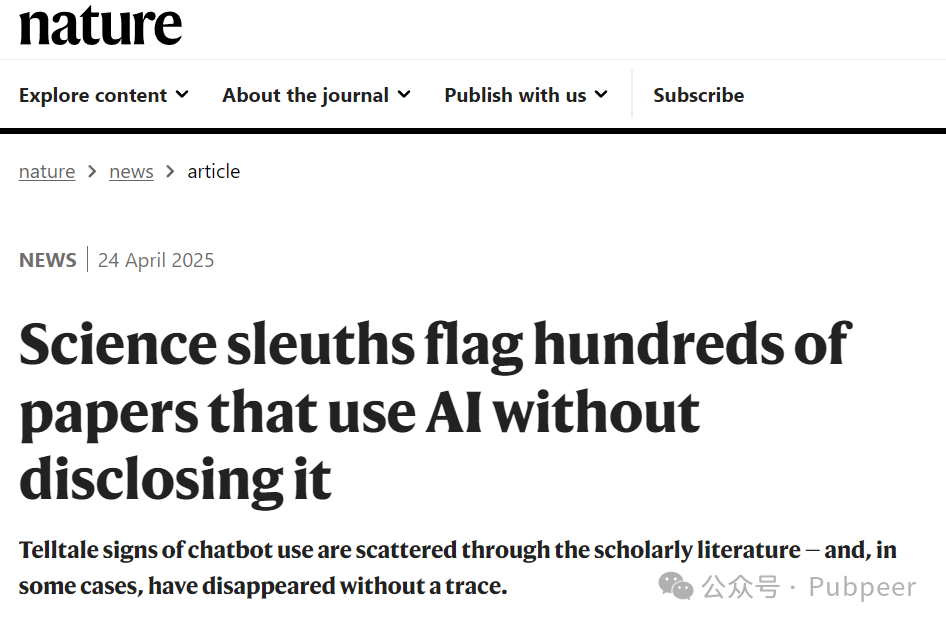 nature
Explore content About the journal Publish with us Subscribe
nature > news > article
NEWS | 24 April 2025
Science sleuths flag hundreds of
papers that use AI without
disclosing it
Telltale signs of chatbot use are scattered through the scholarly literature — and, in
some cases, have disappeared without a trace.
公众号 · Pubpeer